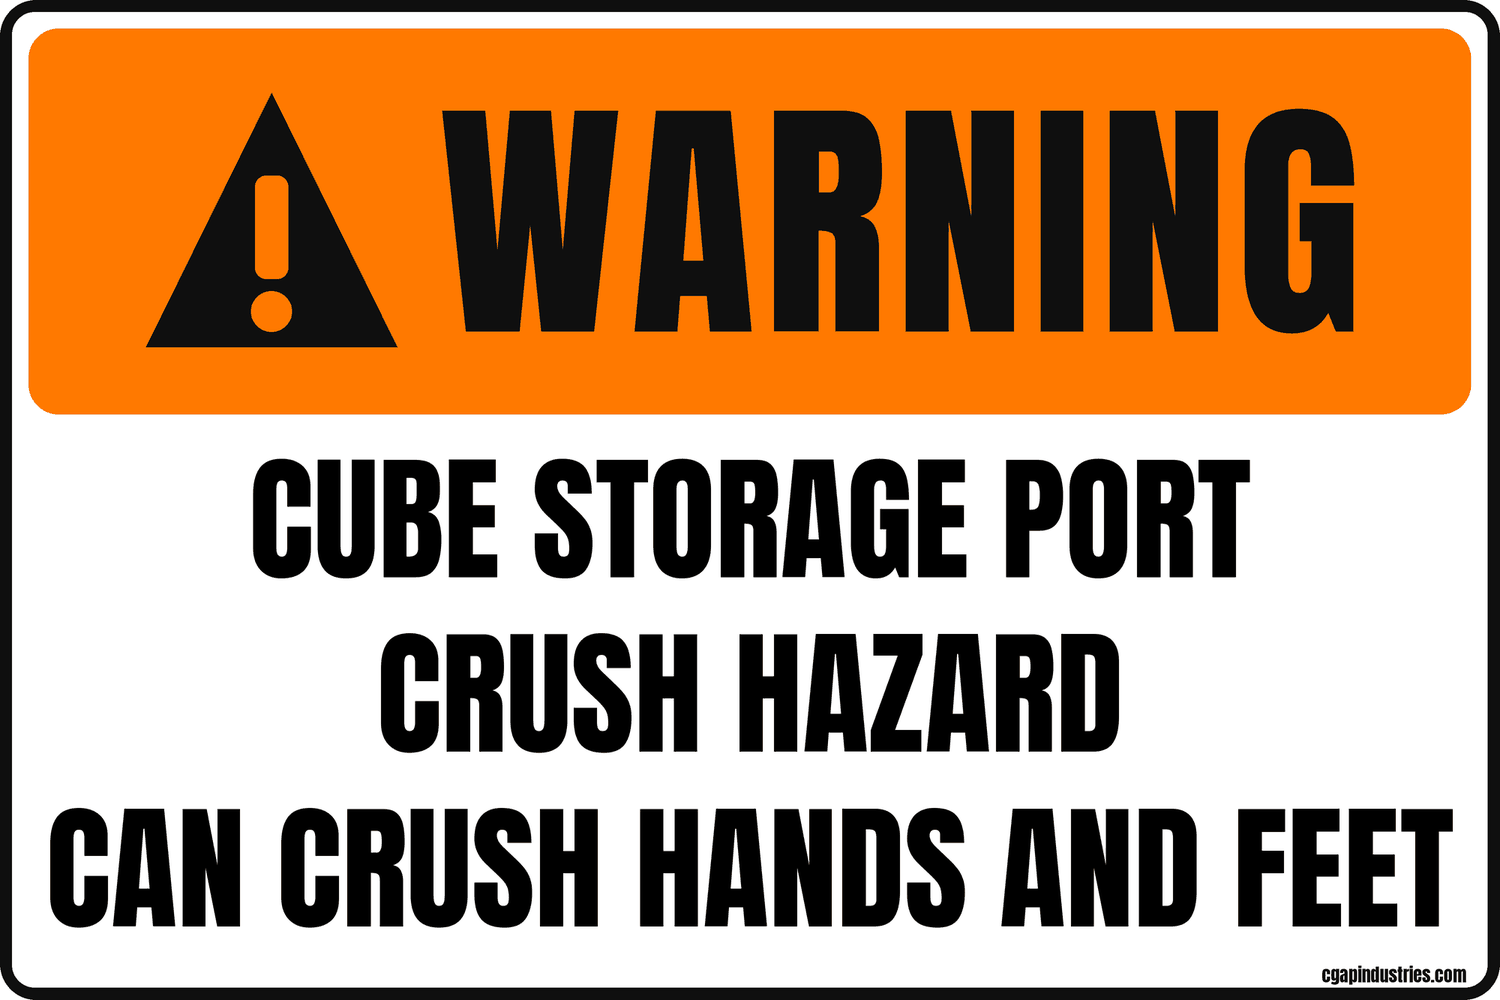 WARNING
CUBE STORAGE PORT
CRUSH HAZARD
CAN CRUSH HANDS AND FEET
cgapindustries.com